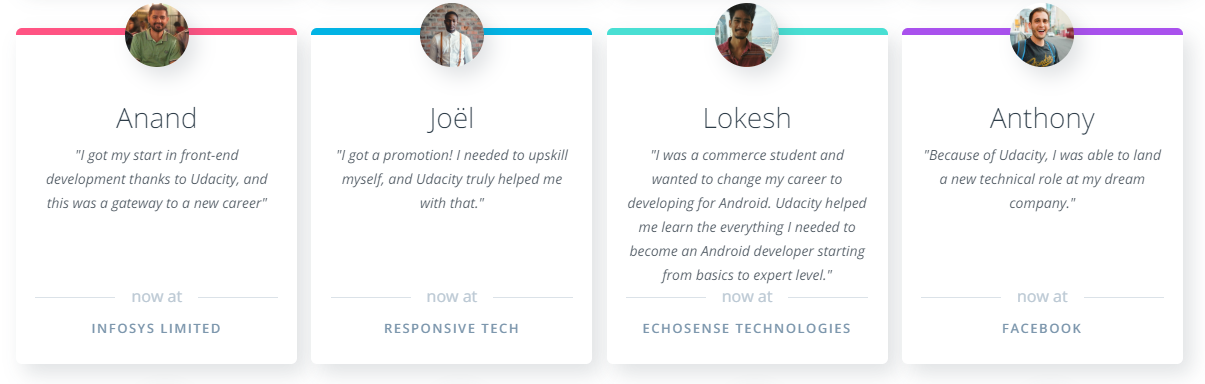 Anand
"I got my start in front-end
development thanks to Udacity, and
this was a gateway to a new career"
now at
INFOSYS LIMITED
Joël
"I got a promotion! I needed to upskill
myself, and Udacity truly helped me
with that."
now at
RESPONSIVE TECH
Lokesh
"I was a commerce student and
wanted to change my career to
developing for Android. Udacity helped
me learn the everything I needed to
become an Android developer starting
from basics to expert level."
now at
ECHOSENSE TECHNOLOGIES
Anthony
"Because of Udacity, I was able to land
a new technical role at my dream
company."
now at
FACEBOOK